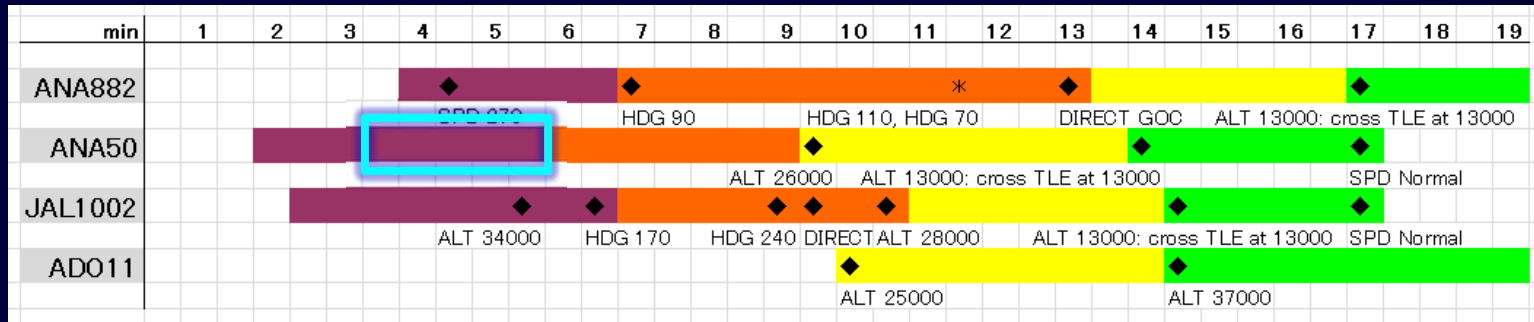 min 1 2 3 4 5 6 7 8 9 10 11 12 13 14 15 16 17 18 19
ANA882
SPD 270 HDG 90 HDG 110, HDG 70 DIRECT GOC ALT 13000: cross TLE at 13000
ANA50
ALT 26000 ALT 13000: cross TLE at 13000 SPD Normal
JAL1002
ALT 34000 HDG 170 HDG 240 DIRECT ALT 28000 ALT 13000: cross TLE at 13000 SPD Normal
ADO11
ALT 25000 ALT 37000